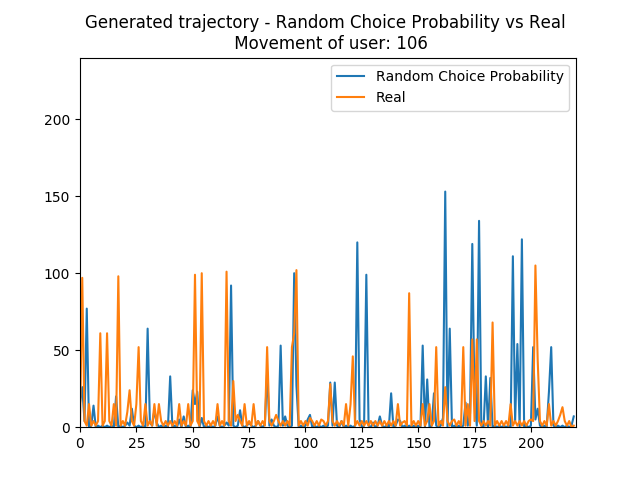 Generated trajectory - Random Choice Probability vs Real
Movement of user: 106
Random Choice Probability
Real
200
150
100
50
0
0 25 50 75 100 125 150 175 200